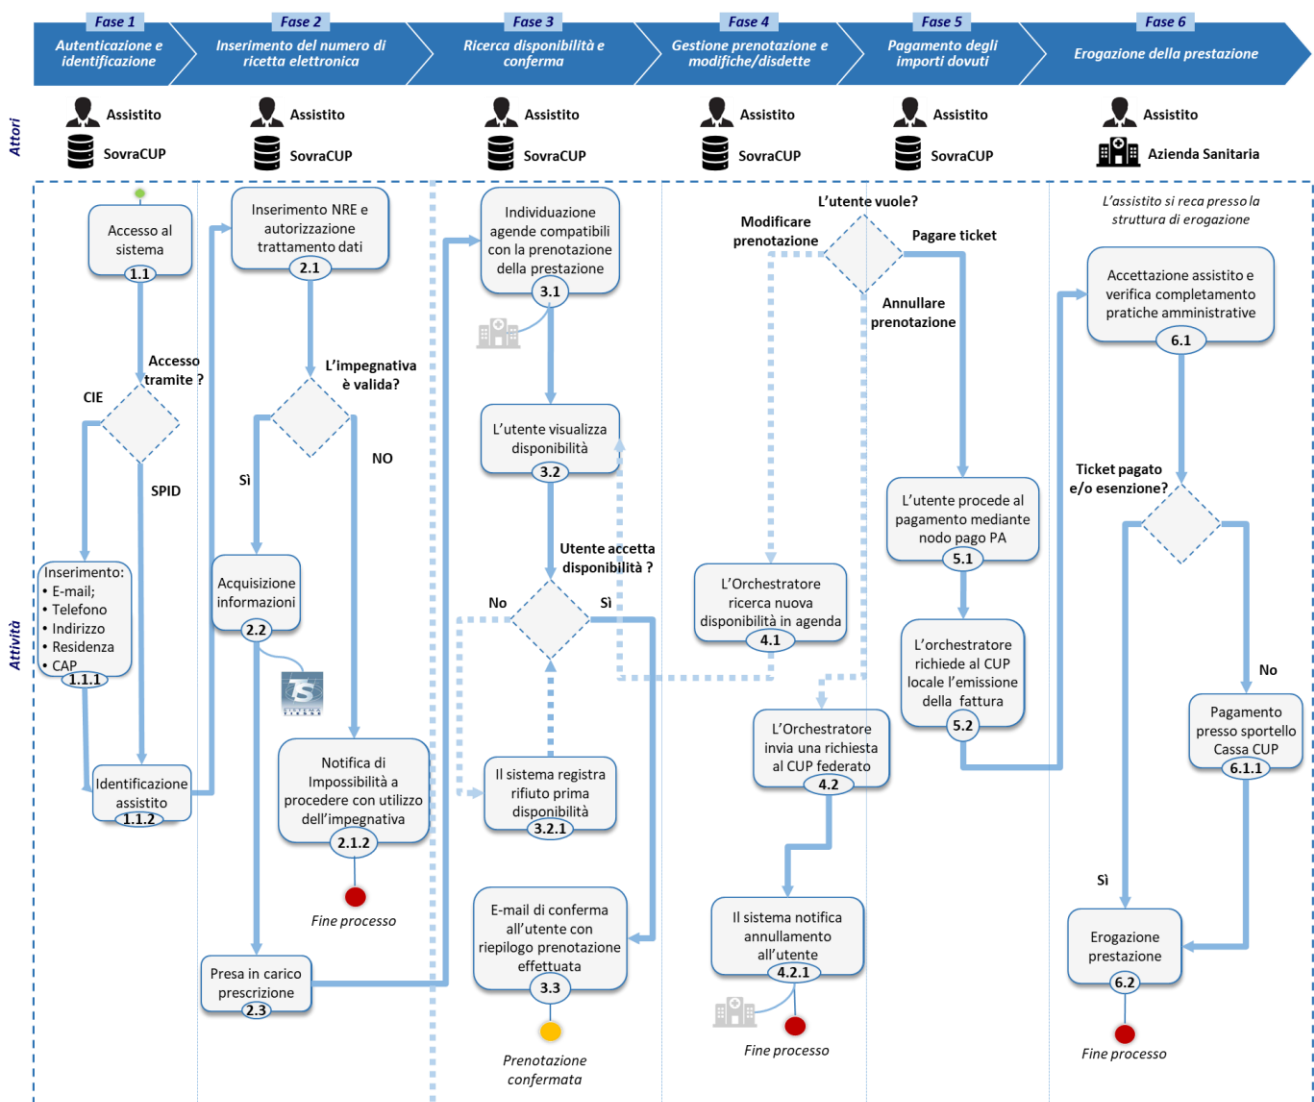 Fase 1
Autenticazione e
identificazione
Fase 2
Inserimento del numero di
ricetta elettronica
Fase 3
Ricerca disponibilità e
conferma
Fase 4
Gestione prenotazione e
modifiche/disdette
Fase 5
Pagamento degli
importi dovuti
Fase 6
Erogazione della prestazione
Attori
Assistito
SovraCUP
Assistito
SovraCUP
Assistito
SovraCUP
Assistito
SovraCUP
Assistito
SovraCUP
Assistito
Azienda Sanitaria
Attività
Accesso al
sistema
1.1
Accesso
tramite ?
CIE
SPID
Inserimento:
• E-mail;
• Telefono
• Indirizzo
• Residenza
• CAP
1.1.1
Identificazione
assistito
1.1.2
Inserimento NRE e
autorizzazione
trattamento dati
2.1
L'impegnativa
è valida?
Sì
NO
Acquisizione
informazioni
2.2
TS
SISTEMA
Notifica di
Impossibilità a
procedere con utilizzo
dell'impegnativa
2.1.2
Fine processo
Presa in carico
prescrizione
2.3
Individuazione
agende compatibili
con la prenotazione
della prestazione
3.1
L'utente visualizza
disponibilità
3.2
Utente accetta
disponibilità ?
No
Sì
Il sistema registra
rifiuto prima
disponibilità
3.2.1
E-mail di conferma
all'utente con
riepilogo prenotazione
effettuata
3.3
Prenotazione
confermata
L'utente vuole?
Modificare
prenotazione
Pagare ticket
Annullare
prenotazione
L'Orchestratore
ricerca nuova
disponibilità in agenda
4.1
L'Orchestratore
invia una richiesta
al CUP federato
4.2
Il sistema notifica
annullamento
all'utente
4.2.1
Fine processo
L'utente procede al
pagamento mediante
nodo pago PA
5.1
L'orchestratore
richiede al CUP
locale l'emissione
della fattura
5.2
L'assistito si reca presso la
struttura di erogazione
Accettazione assistito e
verifica completamento
pratiche amministrative
6.1
Ticket pagato
e/o esenzione?
No
Pagamento
presso sportello
Cassa CUP
6.1.1
Sì
Erogazione
prestazione
6.2
Fine processo